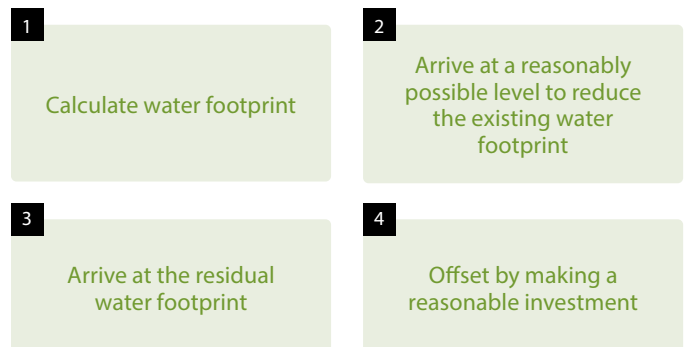 1
Calculate water footprint
2
Arrive at a reasonably
possible level to reduce
the existing water
footprint
3
Arrive at the residual
water footprint
4
Offset by making a
reasonable investment